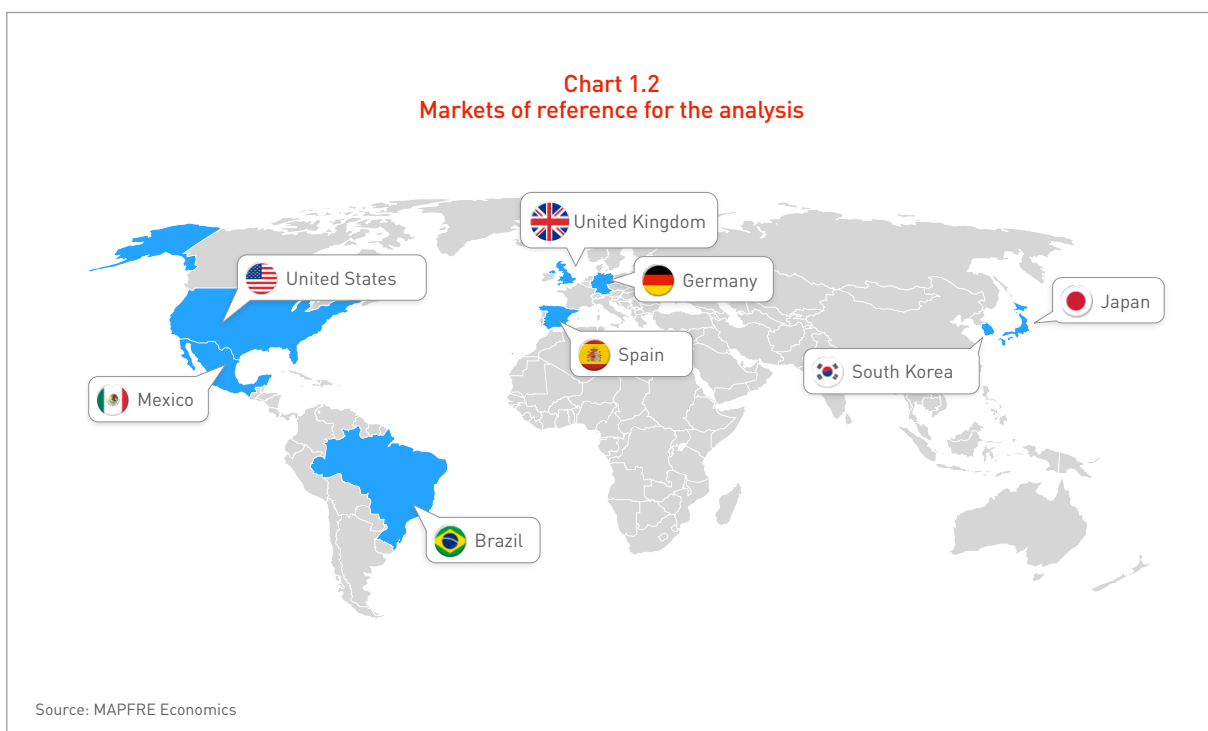 Chart 1.2
Markets of reference for the analysis
United Kingdom
United States
Germany
Japan
Spain
South Korea
Mexico
Brazil
Source: MAPFRE Economics